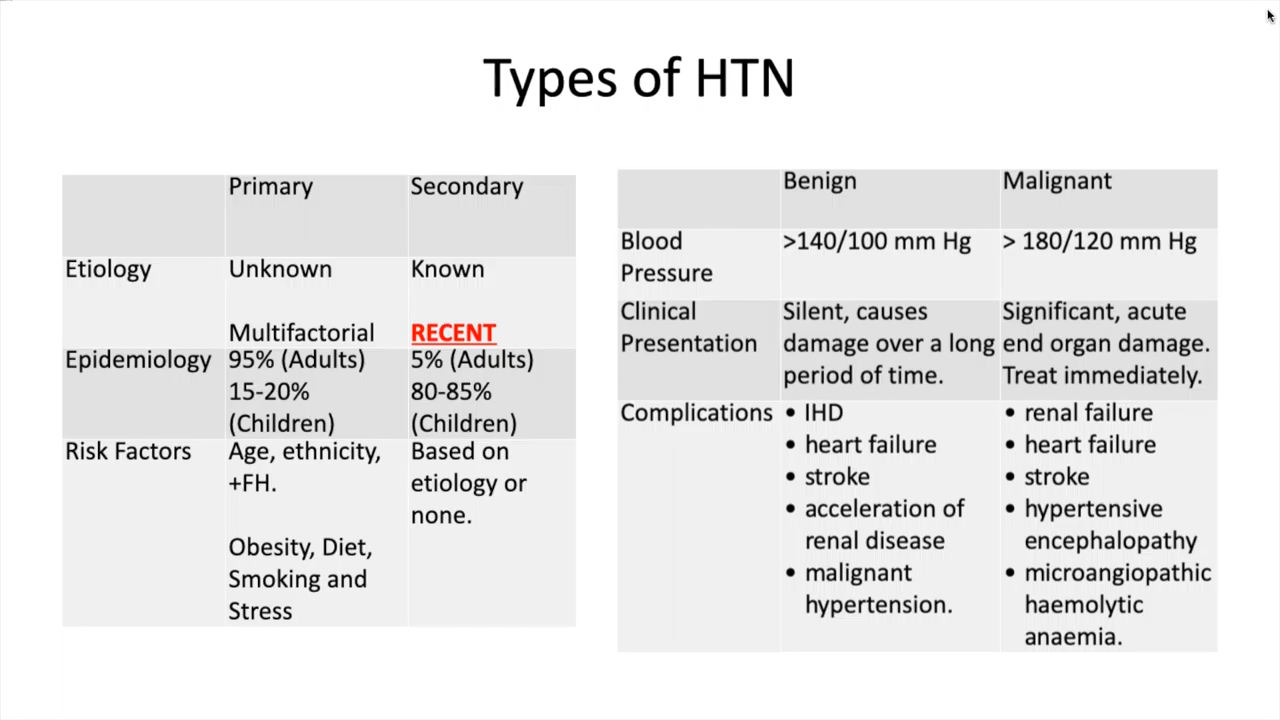 Types of HTN
Primary
Secondary
Etiology
Unknown
Known
Multifactorial
RECENT
Epidemiology
95% (Adults)
15-20%
(Children)
5% (Adults)
80-85%
(Children)
Risk Factors
Age, ethnicity,
+FH.
Obesity, Diet,
Smoking and
Stress
Based on
etiology or
none.
Benign
Malignant
Blood
Pressure
>140/100 mm Hg
> 180/120 mm Hg
Clinical
Presentation
Silent, causes
damage over a long
period of time.
Significant, acute
end organ damage.
Treat immediately.
Complications
• IHD
• heart failure
• stroke
• acceleration of
renal disease
• malignant
hypertension.
• renal failure
• heart failure
• stroke
• hypertensive
encephalopathy
• microangiopathic
haemolytic
anaemia.